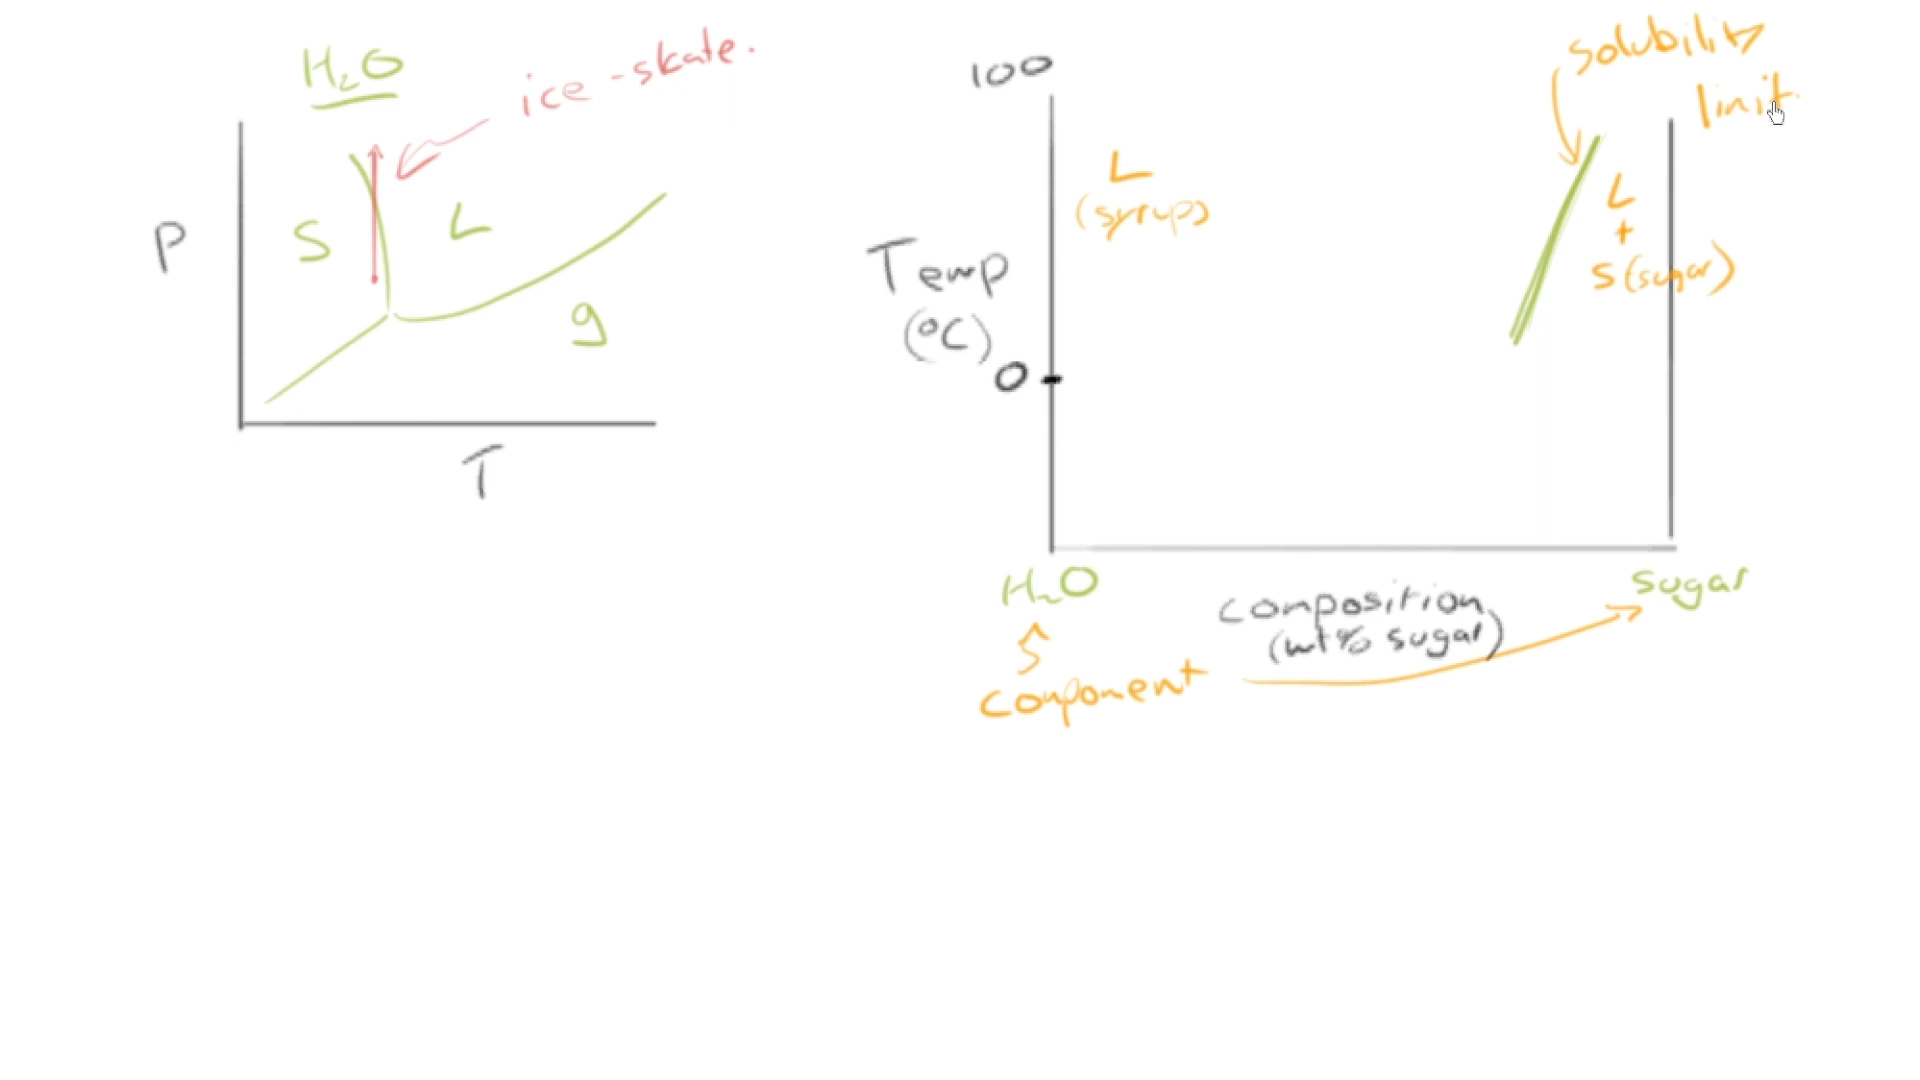 H₂O
ice-skate.
P
S
L
g
T
100
Temp
(°C)
0
L
(syrup)
solubility
limit.
L
+
S (sugar)
H₂O
sugar
composition
(wt% sugar)
component